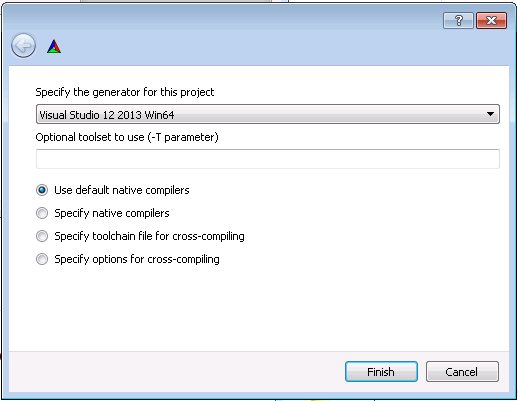 Specify the generator for this project
Visual Studio 12 2013 Win64
Optional toolset to use (-T parameter)
Use default native compilers
Specify native compilers
Specify toolchain file for cross-compiling
Specify options for cross-compiling
Finish
Cancel